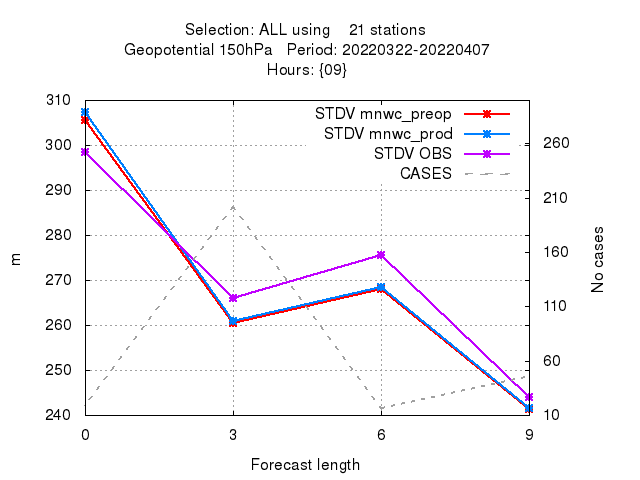 Selection: ALL using    21 stations
Geopotential 150hPa   Period: 20220322-20220407
Hours: {09}
STDV mnwc_preop
STDV mnwc_prod
STDV OBS
CASES
310
300
290
280
270
260
250
240
260
210
160
110
60
10
m
No cases
0 3 6 9
Forecast length